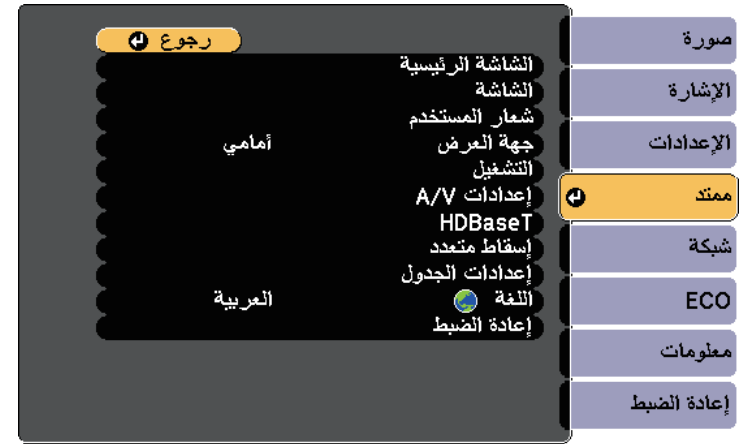 صورة
الإشارة
الإعدادات
ممتد
شبكة
ECO
معلومات
إعادة الضبط
رجوع
الشاشة الرئيسية
الشاشة
شعار المستخدم
جهة العرض أمامي
التشغيل
إعدادات A/V
HDBaseT
إسقاط متعدد
إعدادات الجدول
اللغة العربية
إعادة الضبط